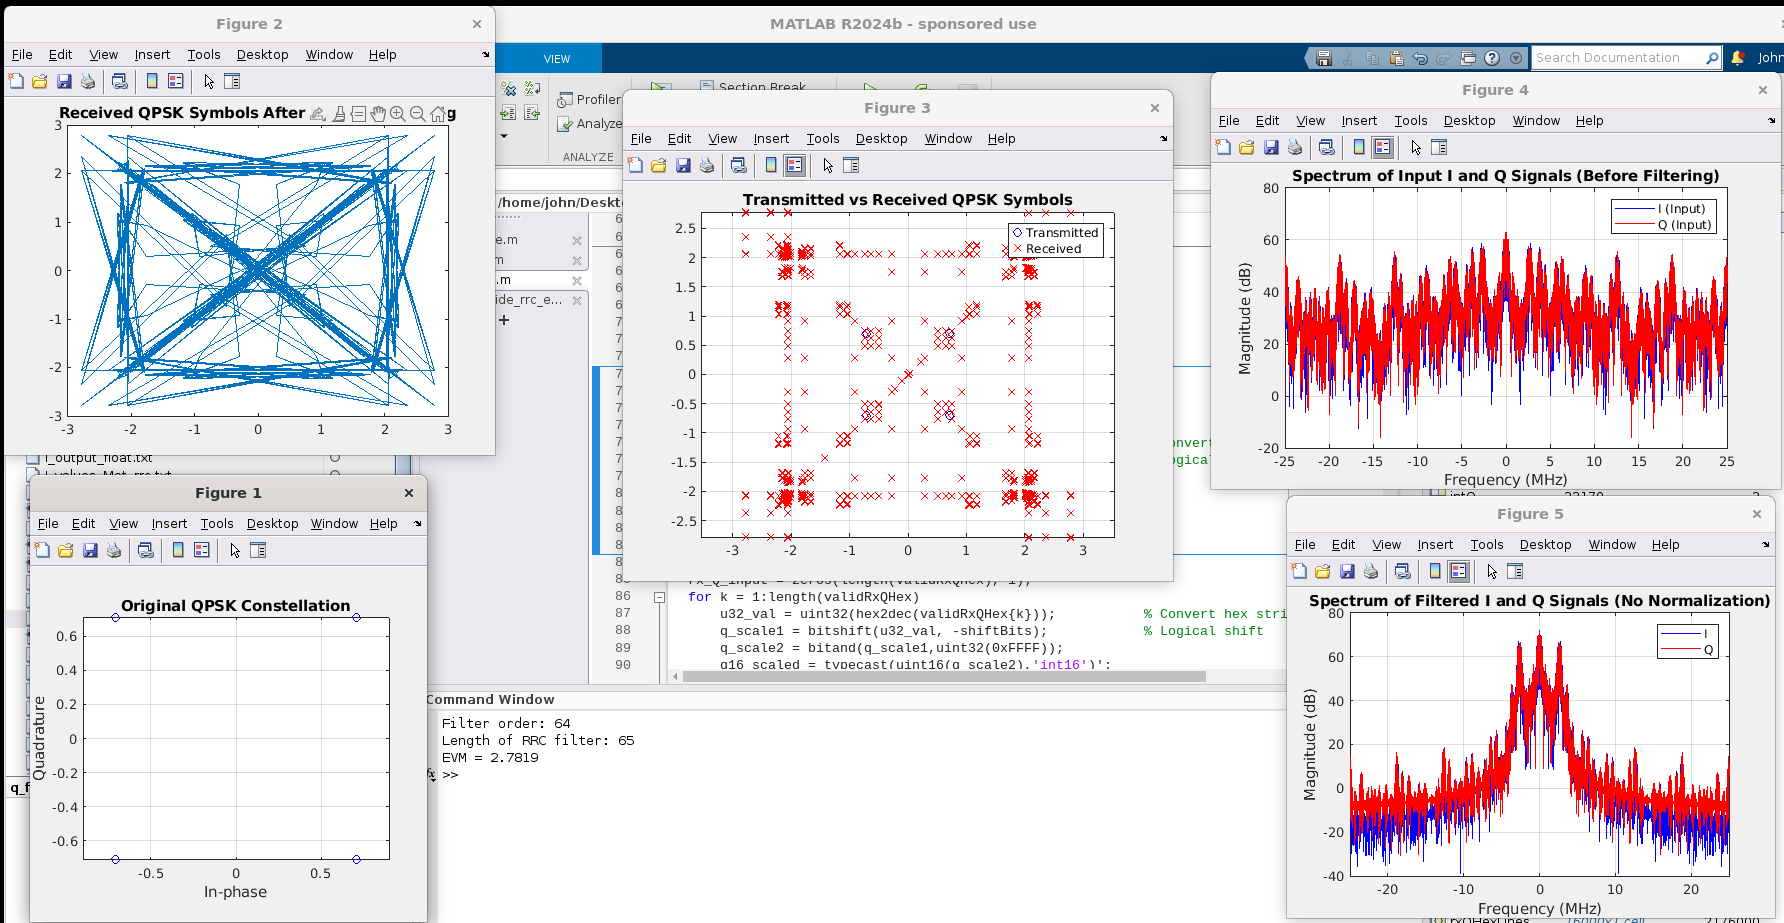 Figure 2
MATLAB R2024b - sponsored use
File Edit View Insert Tools Desktop Window Help
VIEW
Search Documentation
John
Received QPSK Symbols After
g
3
2
1
0
-1
-2
-3
-3 -2 -1 0 1 2 3
Profiler
Analyze
ANALYZE
Section Break
/home/john/Deskt
e.m
m
.m
ide_rrc_e...
+
I_output_float.txt
Figure 3
File Edit View Insert Tools Desktop Window Help
Transmitted vs Received QPSK Symbols
Transmitted
Received
2.5
2
1.5
1
0.5
0
-0.5
-1
-1.5
-2
-2.5
-3 -2 -1 0 1 2 3
Figure 4
File Edit View Insert Tools Desktop Window Help
Spectrum of Input I and Q Signals (Before Filtering)
I (Input)
Q (Input)
Magnitude (dB)
80
60
40
20
0
-20
-25 -20 -15 -10 -5 0 5 10 15 20 25
Frequency (MHz)
Figure 1
File Edit View Insert Tools Desktop Window Help
Original QPSK Constellation
Quadrature
0.6
0.4
0.2
0
-0.2
-0.4
-0.6
-0.5 0 0.5
In-phase
86 for k = 1:length(validRxQHex)
87 u32_val = uint32(hex2dec(validRxQHex{k})); % Convert hex stri
88 q_scale1 = bitshift(u32_val, -shiftBits); % Logical shift
89 q_scale2 = bitand(q_scale1,uint32(0xFFFF));
90 q16_scaled = typecast(uint16(q_scale2),'int16')';
Command Window
Filter order: 64
Length of RRC filter: 65
EVM = 2.7819
fx >>
Figure 5
File Edit View Insert Tools Desktop Window Help
Spectrum of Filtered I and Q Signals (No Normalization)
I
Q
Magnitude (dB)
80
60
40
20
0
-20
-40
-20 -10 0 10 20
Frequency (MHz)